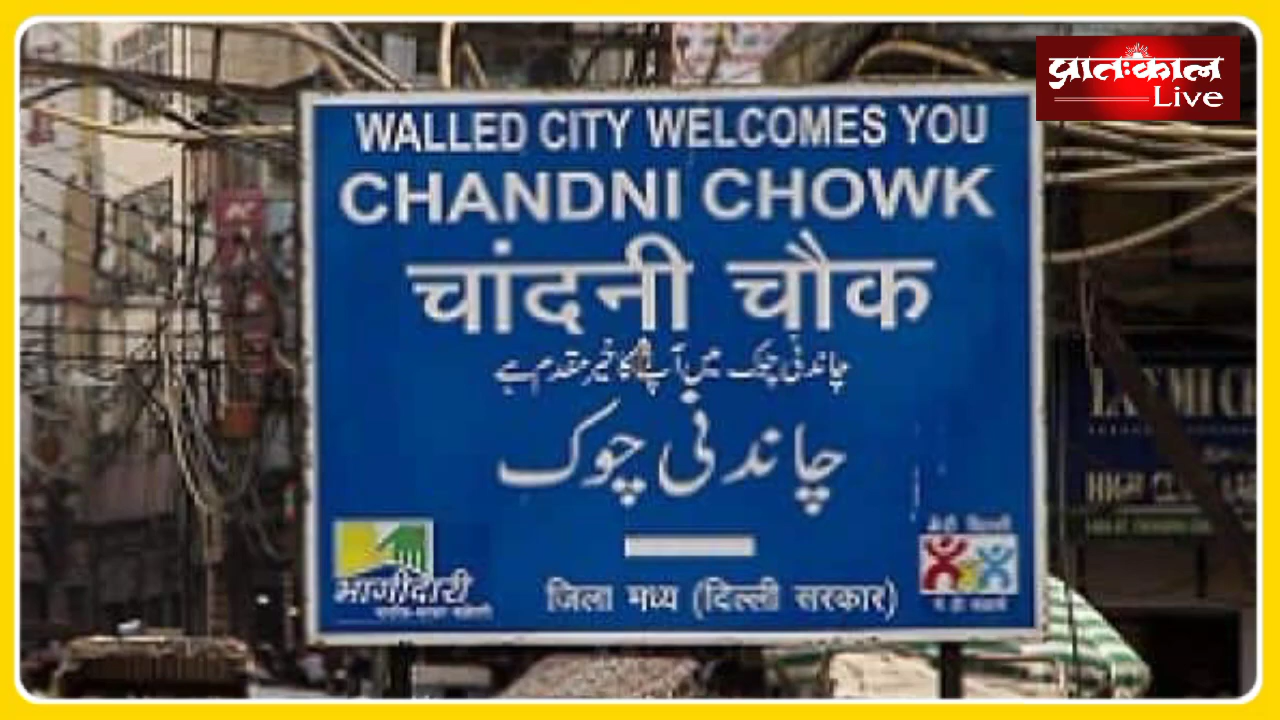 प्रातःकाल
Live
WALLED CITY WELCOMES YOU
CHANDNI CHOWK
चांदनी चौक
چاندنی چوک میں آپ کا خیر مقدم ہے
چاندنی چوک
भागीदारी
जिला मध्य (दिल्ली सरकार)
HIGH